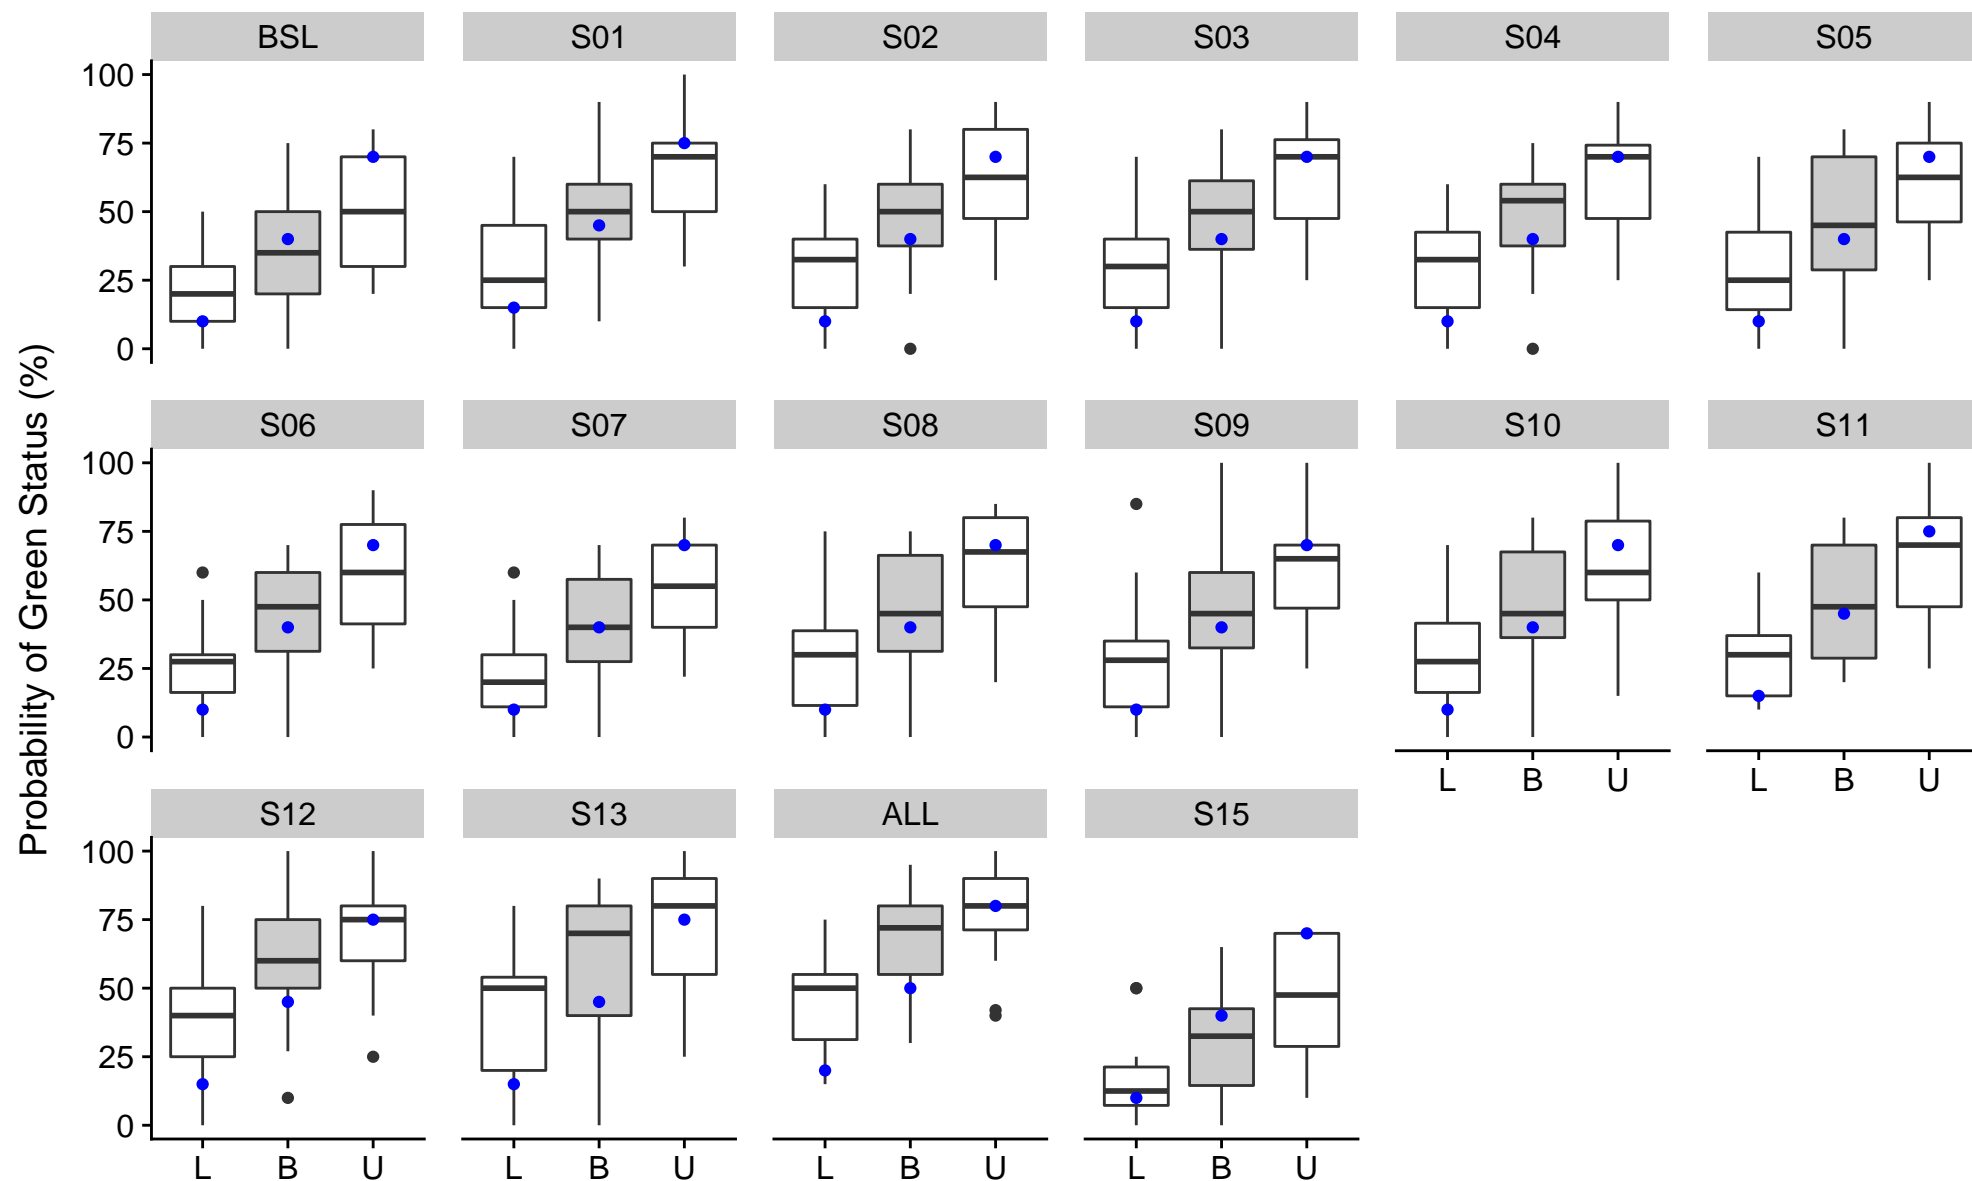 BSL S01 S02 S03 S04 S05
100
75
50
25
0
Probability of Green Status (%)
S06 S07 S08 S09 S10 S11
100
75
50
25
0
L B U L B U
S12 S13 ALL S15
100
75
50
25
0
L B U L B U L B U L B U